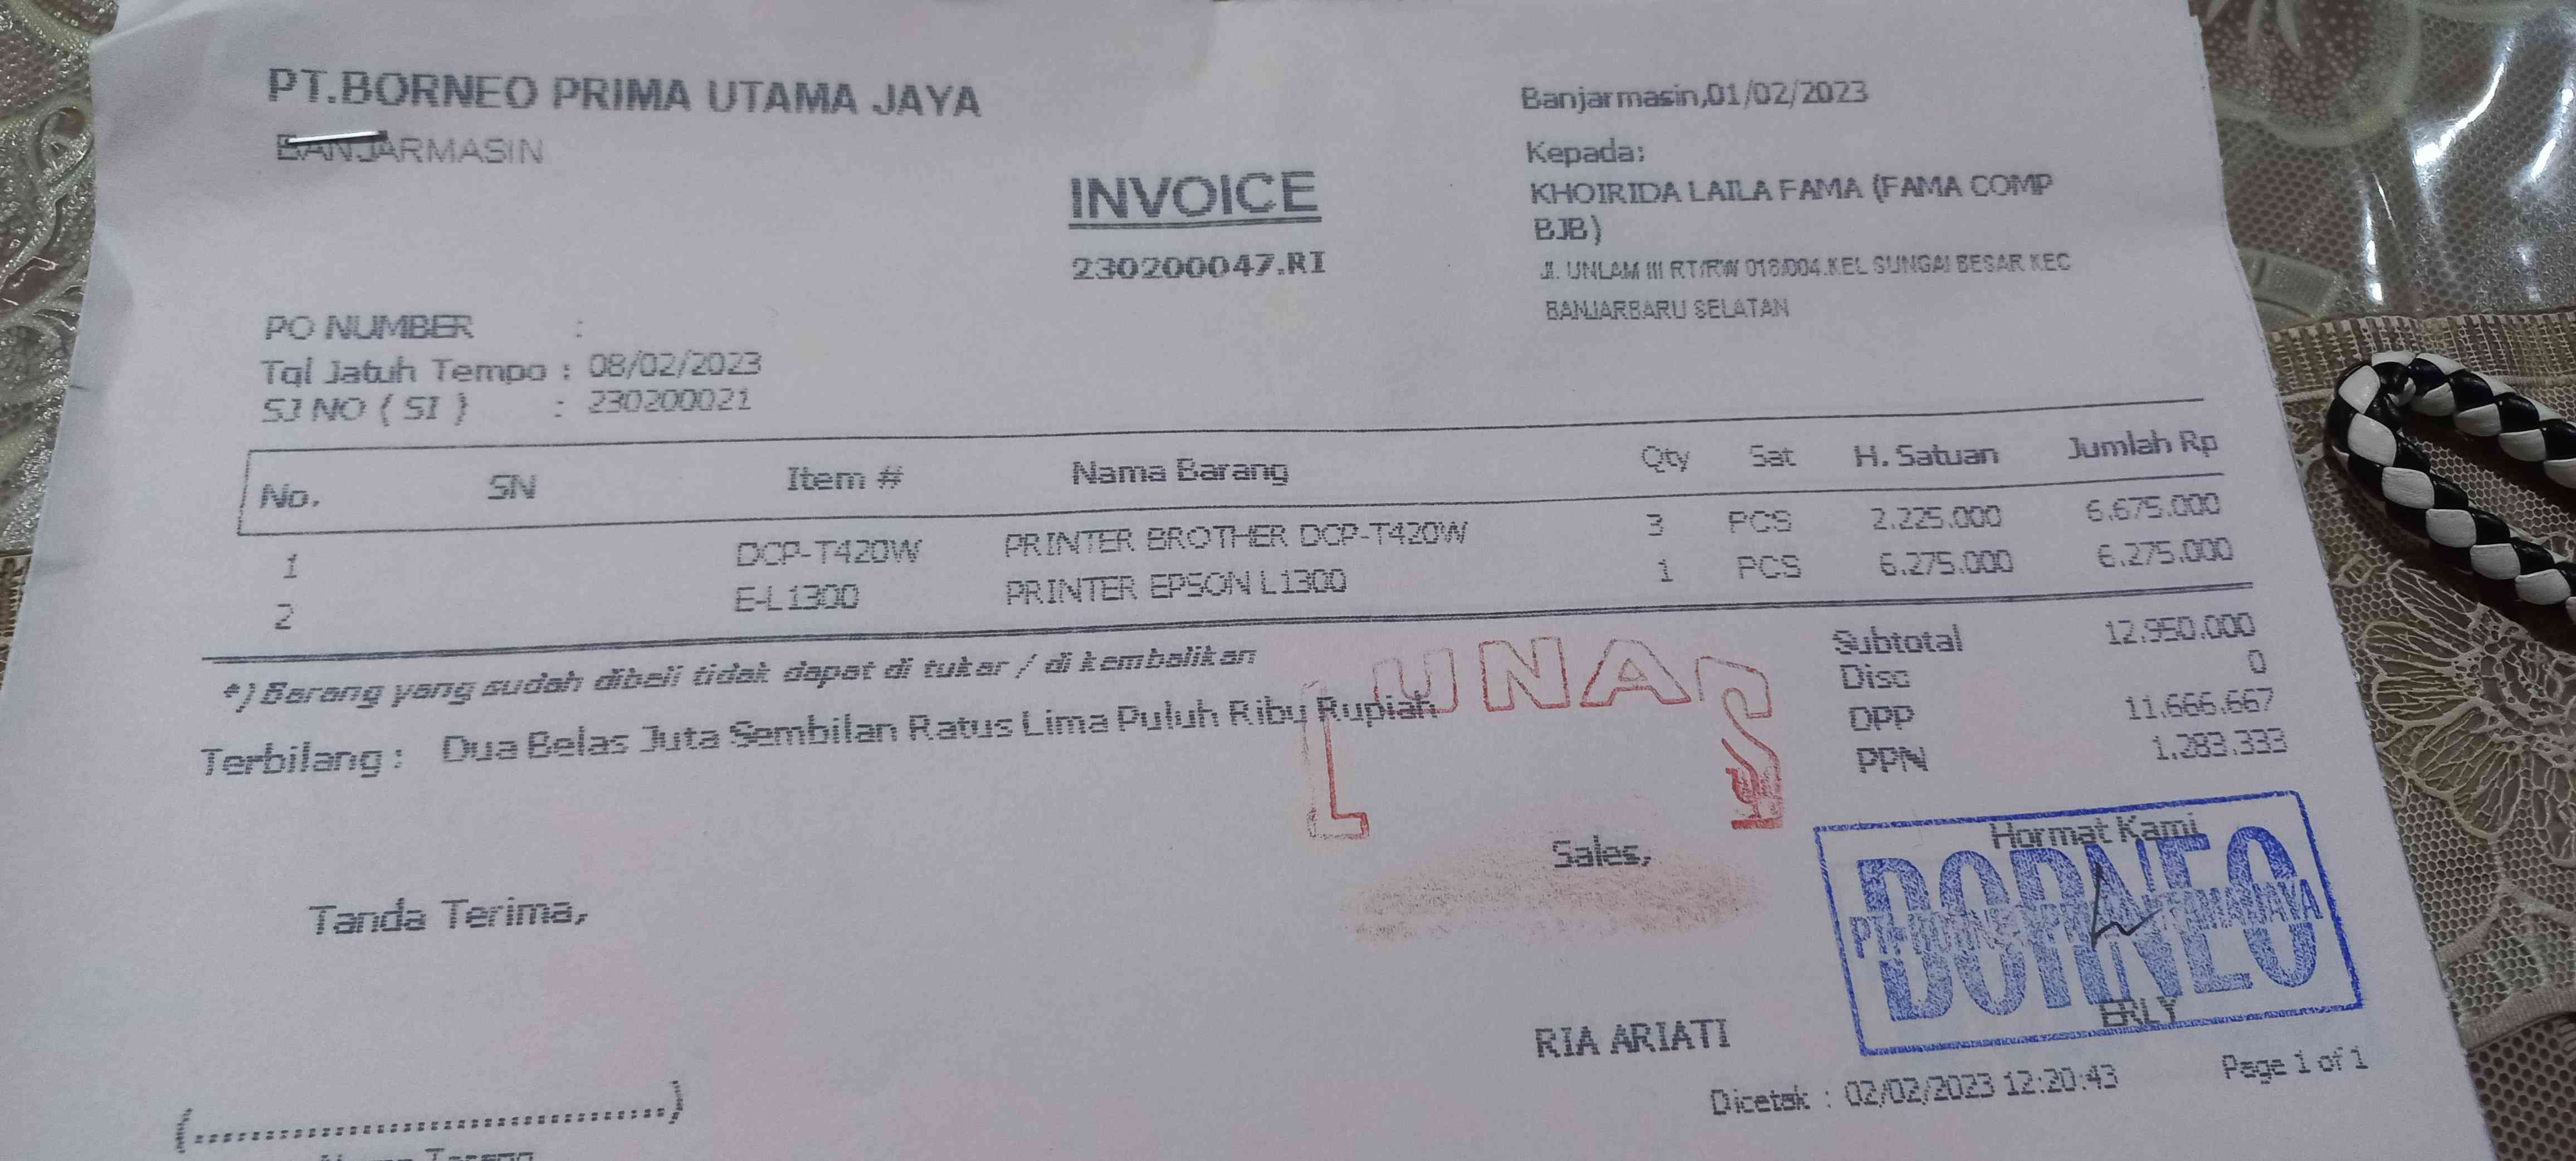 PT.BORNEO PRIMA UTAMA JAYA
BANJARMASIN
Banjarmasin,01/02/2023
Kepada:
KHOIRIDA LAILA FAMA (FAMA COMP
BJB)
Jl. UNLAM III RT/RW 018/004.KEL SUNGAI BESAR KEC
BANJARBARU SELATAN
INVOICE
230200047.RI
PO NUMBER :
Tgl Jatuh Tempo : 08/02/2023
SJ NO ( SI ) : 230200021
No. SN Item # Nama Barang Qty Sat H. Satuan Jumlah Rp
1 DCP-T420W PRINTER BROTHER DCP-T420W 3 PCS 2.225.000 6.675.000
2 E-L1300 PRINTER EPSON L1300 1 PCS 6.275.000 6.275.000
*) Barang yang sudah dibeli tidak dapat di tukar / di kembalikan
Terbilang : Dua Belas Juta Sembilan Ratus Lima Puluh Ribu Rupiah
LUNAS
Subtotal 12.950.000
Disc 0
DPP 11.666.667
PPN 1.283.333
Tanda Terima,
Sales,
Hormat Kami
BORNEO
PT. BORNEO PRIMA UTAMA JAYA
ERLY
RIA ARIATI
Dicetak : 02/02/2023 12:20:43 Page 1 of 1
(....................................)